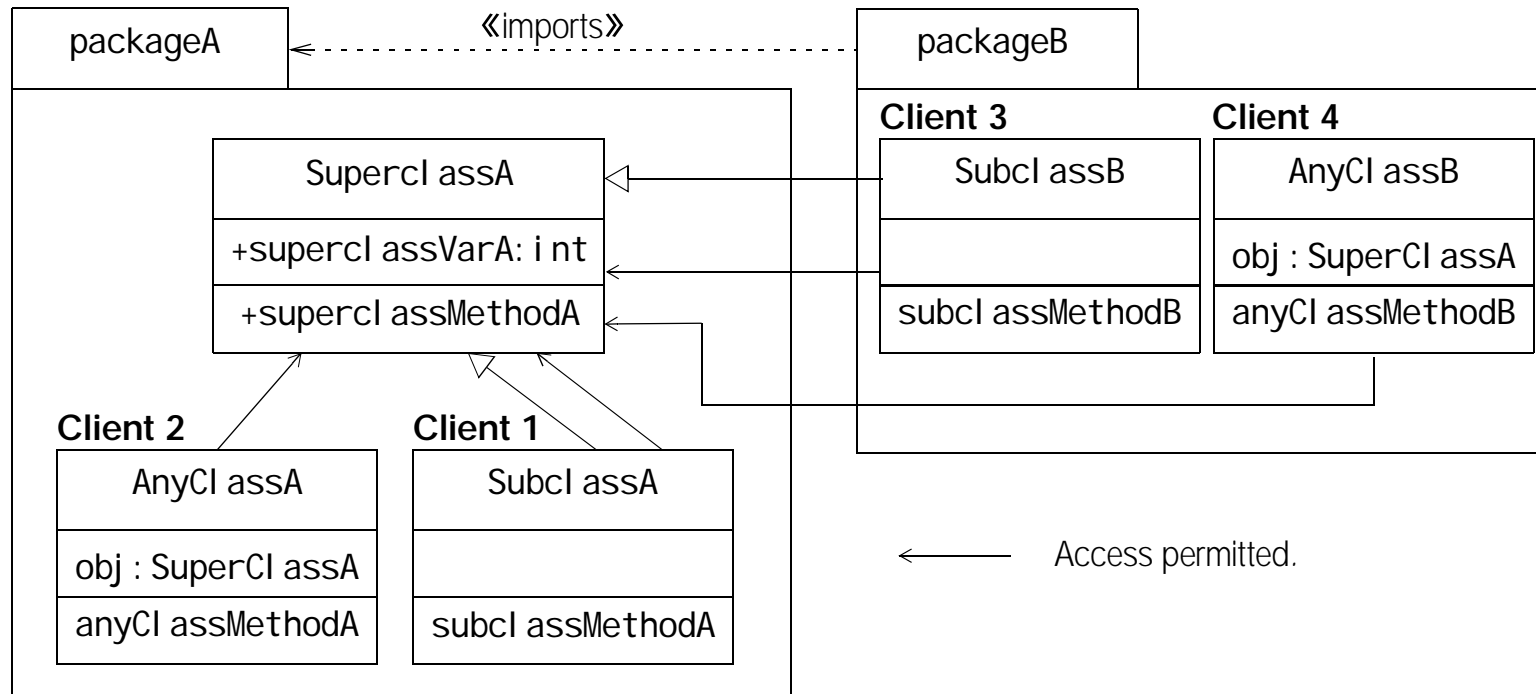 packageA
«imports»
packageB
Client 3
Client 4
SuperclassA
SubclassB
AnyClassB
+superclassVarA:int
obj:SuperClassA
+superclassMethodA
subclassMethodB
anyClassMethodB
Client 2
Client 1
AnyClassA
SubclassA
obj:SuperClassA
Access permitted.
anyClassMethodA
subclassMethodA